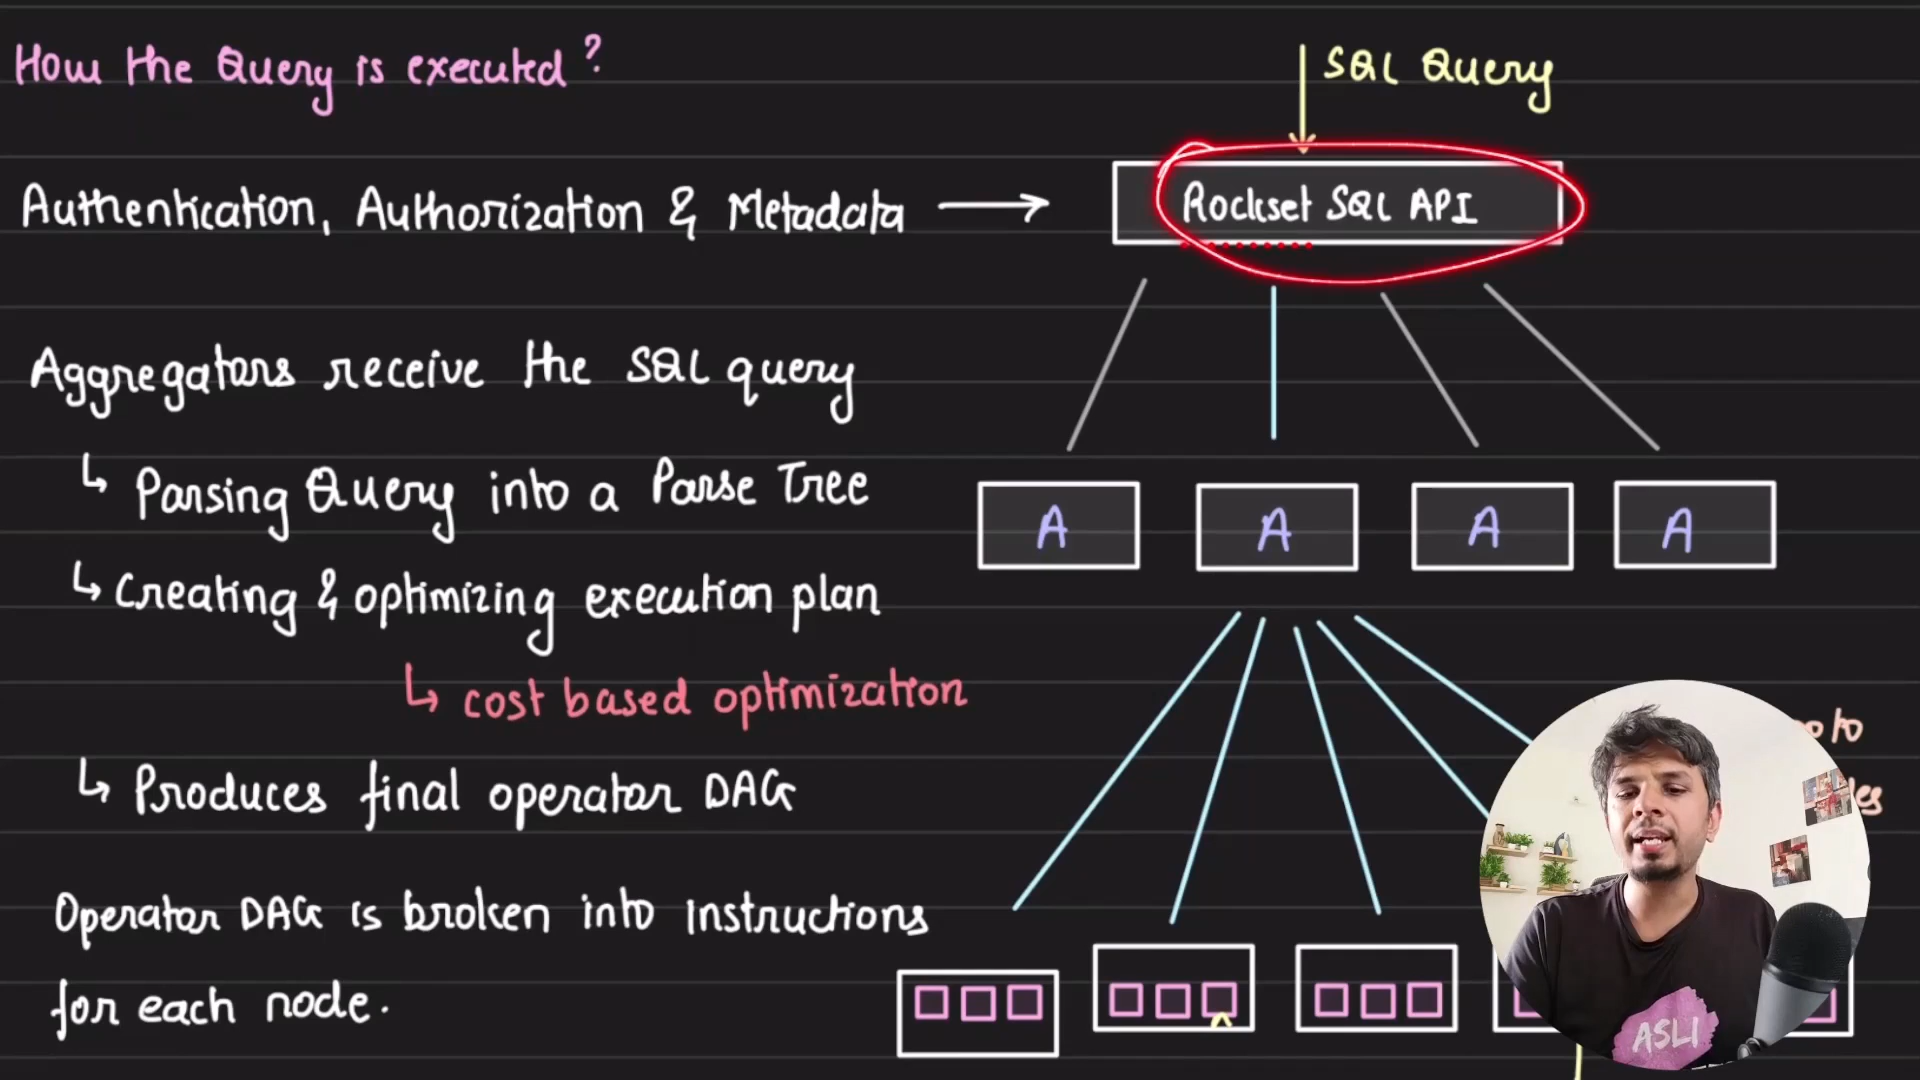 How the Query is executed?
SQL Query
Authentication, Authorization & Metadata →
Rockset SQL API
Aggregators receive the SQL query
↳ Parsing Query into a Parse Tree
↳ Creating & optimizing execution plan
↳ cost based optimization
↳ Produces final operator DAG
Operator DAG is broken into instructions
for each node.
A A A A
to
ASLI